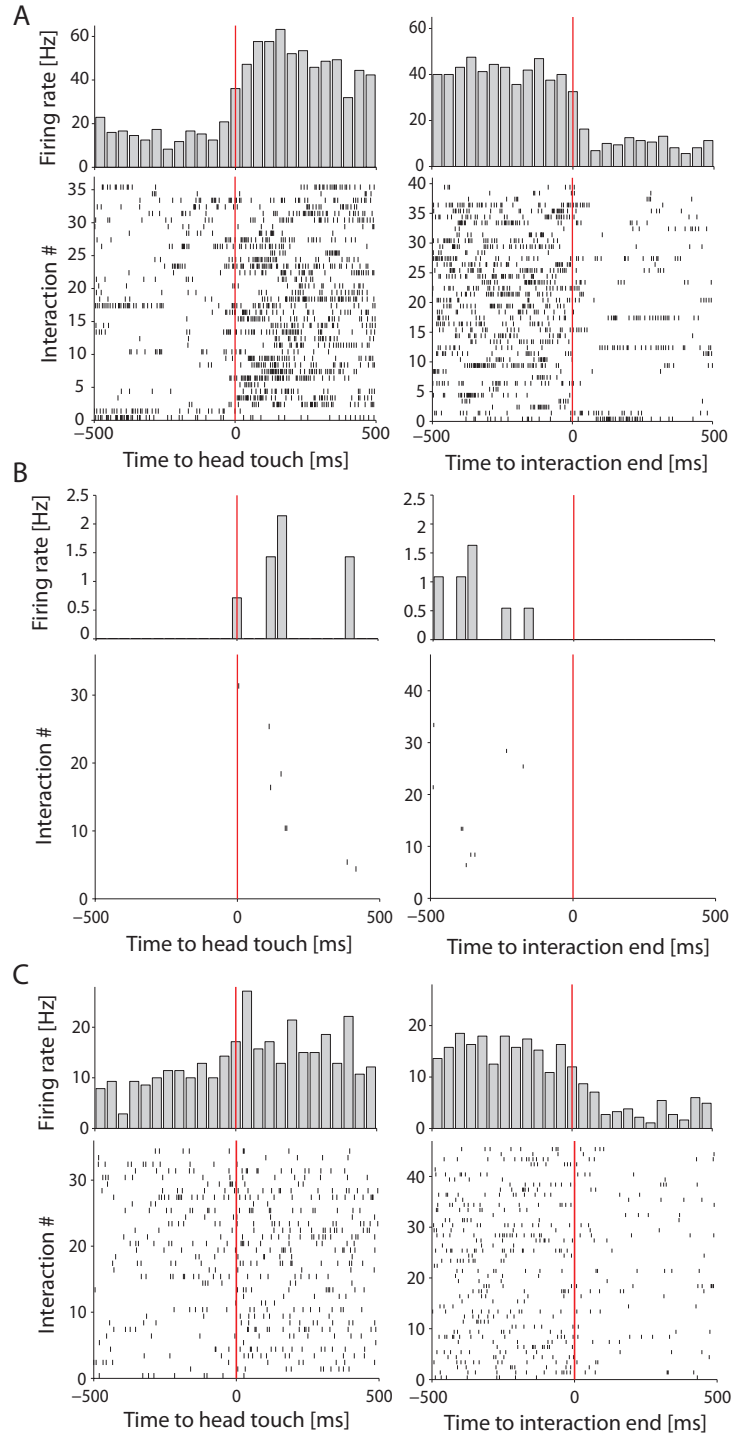 A
Firing rate [Hz]
60
40
20
0
60
40
20
0
Interaction #
35
30
25
20
15
10
5
0
40
35
30
25
20
15
10
5
0
−500 0 500
−500 0 500
Time to head touch [ms]
Time to interaction end [ms]
B
Firing rate [Hz]
2.5
2
1.5
1
0.5
0
2.5
2
1.5
1
0.5
0
Interaction #
30
20
10
0
40
30
20
10
0
−500 0 500
−500 0 500
Time to head touch [ms]
Time to interaction end [ms]
C
Firing rate [Hz]
20
10
0
20
10
0
Interaction #
30
20
10
0
40
30
20
10
0
−500 0 500
−500 0 500
Time to head touch [ms]
Time to interaction end [ms]